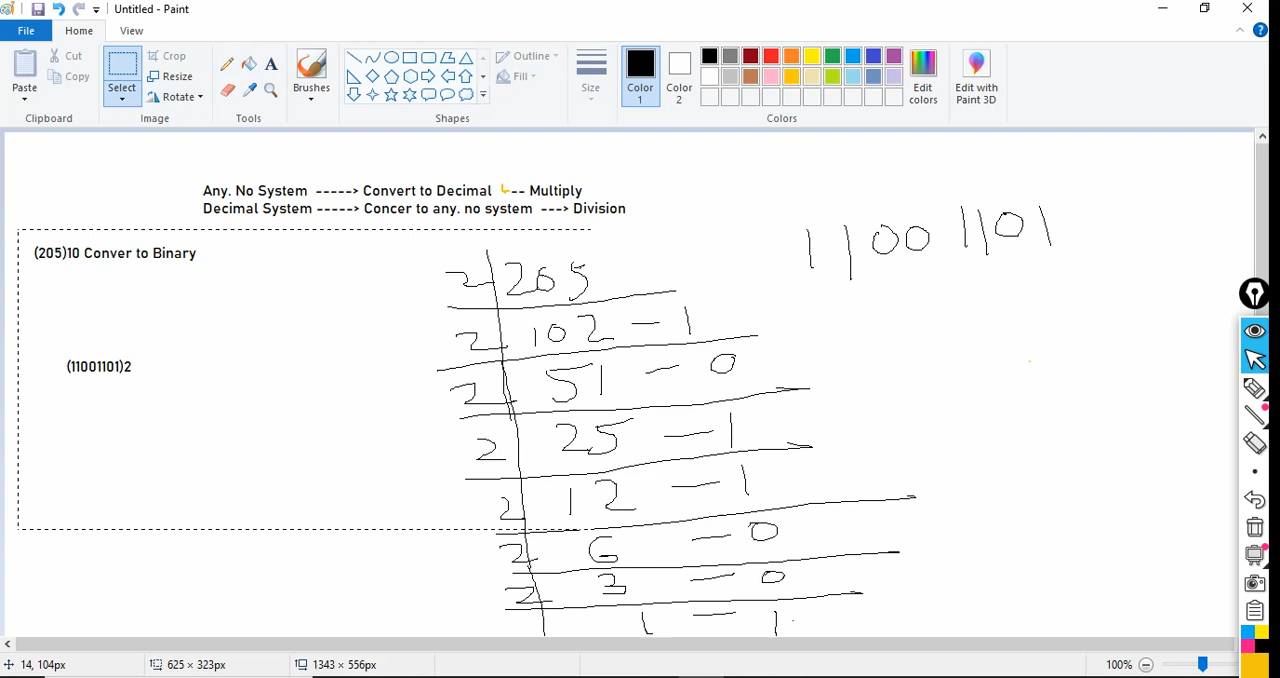 Untitled - Paint
File Home View
Paste
Cut
Copy
Clipboard
Select
Crop
Resize
Rotate
Image
Tools
Brushes
Shapes
Outline
Fill
Size
Color 1
Color 2
Edit colors
Colors
Edit with Paint 3D
Any. No System -----> Convert to Decimal -- Multiply
Decimal System -----> Concer to any. no system ---> Division
(205)10 Conver to Binary
11001101
2 205
2 102 - 1
2 51 - 0
(11001101)2
2 25 - 1
2 12 - 1
2 6 - 0
2 3 - 0
1 - 1
14, 104px
625 × 323px
1343 × 556px
100%